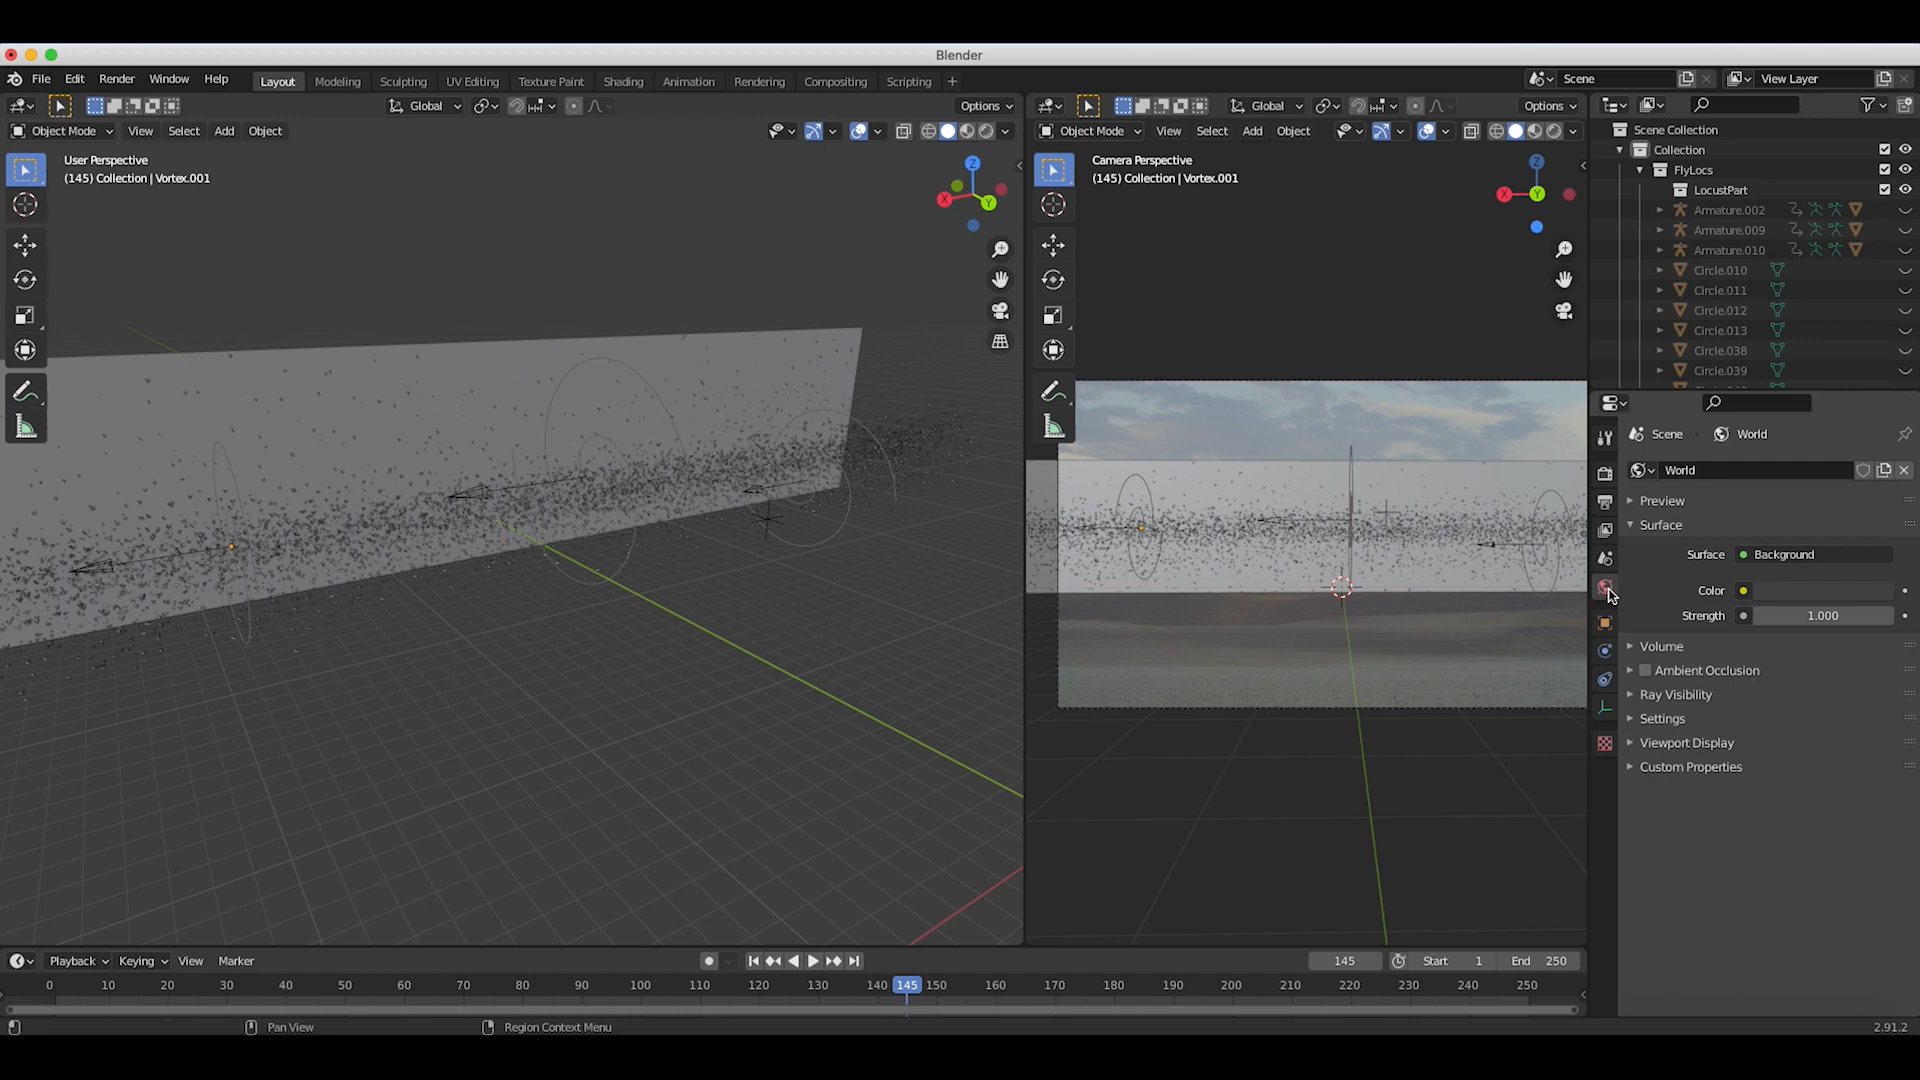 Blender
File Edit Render Window Help
Layout Modeling Sculpting UV Editing Texture Paint Shading Animation Rendering Compositing Scripting +
Scene
View Layer
Global
Options
Global
Options
Object Mode View Select Add Object
Object Mode View Select Add Object
User Perspective
(145) Collection | Vortex.001
Z
X
Y
Camera Perspective
(145) Collection | Vortex.001
Z
X
Y
Scene Collection
Collection
FlyLocs
LocustPart
Armature.002
Armature.009
Armature.010
Circle.010
Circle.011
Circle.012
Circle.013
Circle.038
Circle.039
Scene World
World
Preview
Surface
Surface Background
Color
Strength 1.000
Volume
Ambient Occlusion
Ray Visibility
Settings
Viewport Display
Custom Properties
Playback Keying View Marker
145 Start 1 End 250
0 10 20 30 40 50 60 70 80 90 100 110 120 130 140 145 150 160 170 180 190 200 210 220 230 240 250
Pan View Region Context Menu
2.91.2